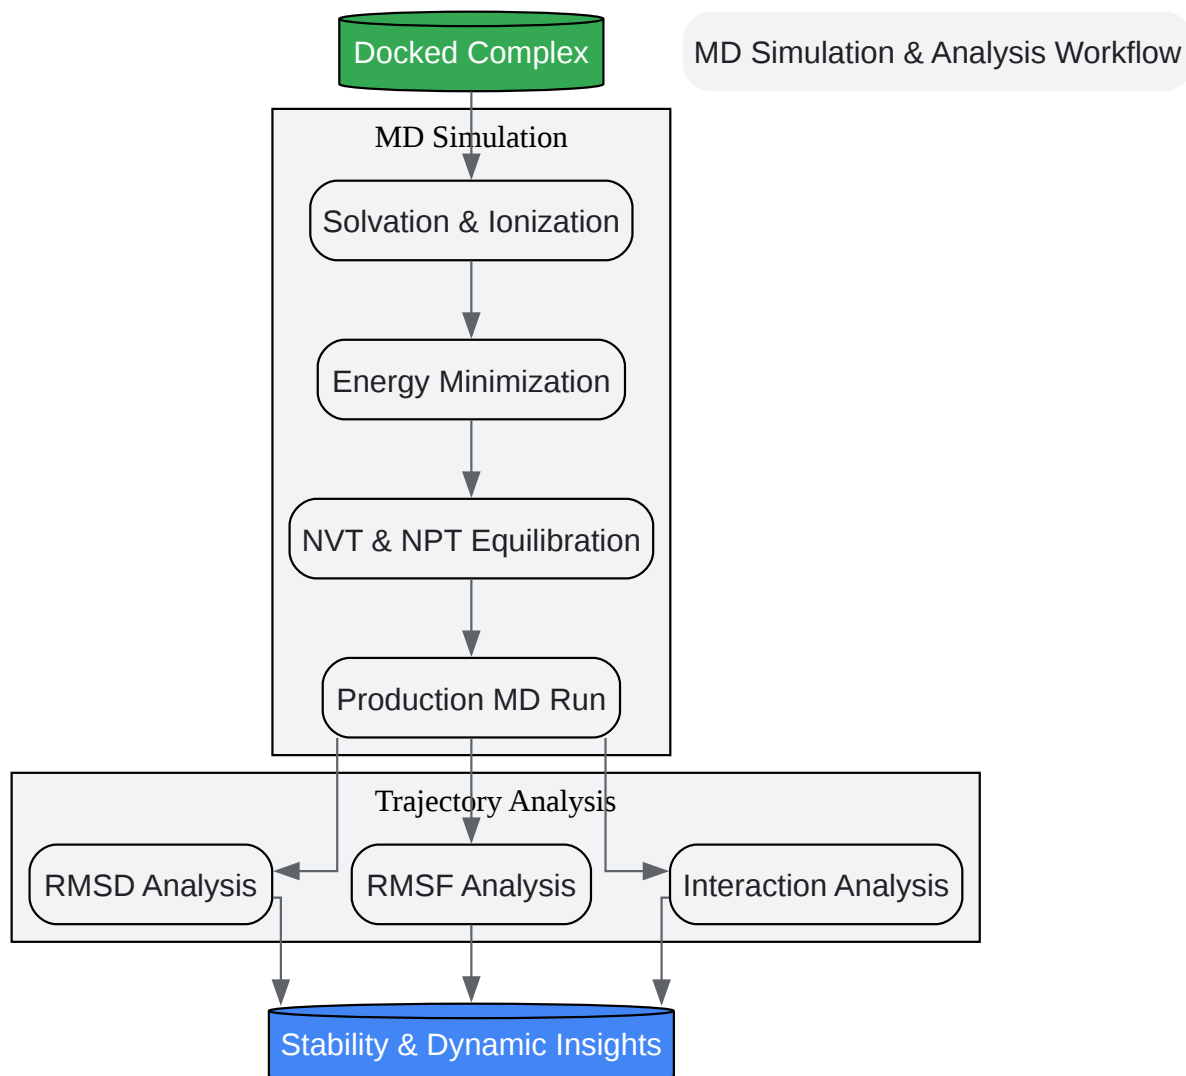 Docked Complex
MD Simulation & Analysis Workflow
MD Simulation
Solvation & Ionization
Energy Minimization
NVT & NPT Equilibration
Production MD Run
Trajectory Analysis
RMSD Analysis
RMSF Analysis
Interaction Analysis
Stability & Dynamic Insights